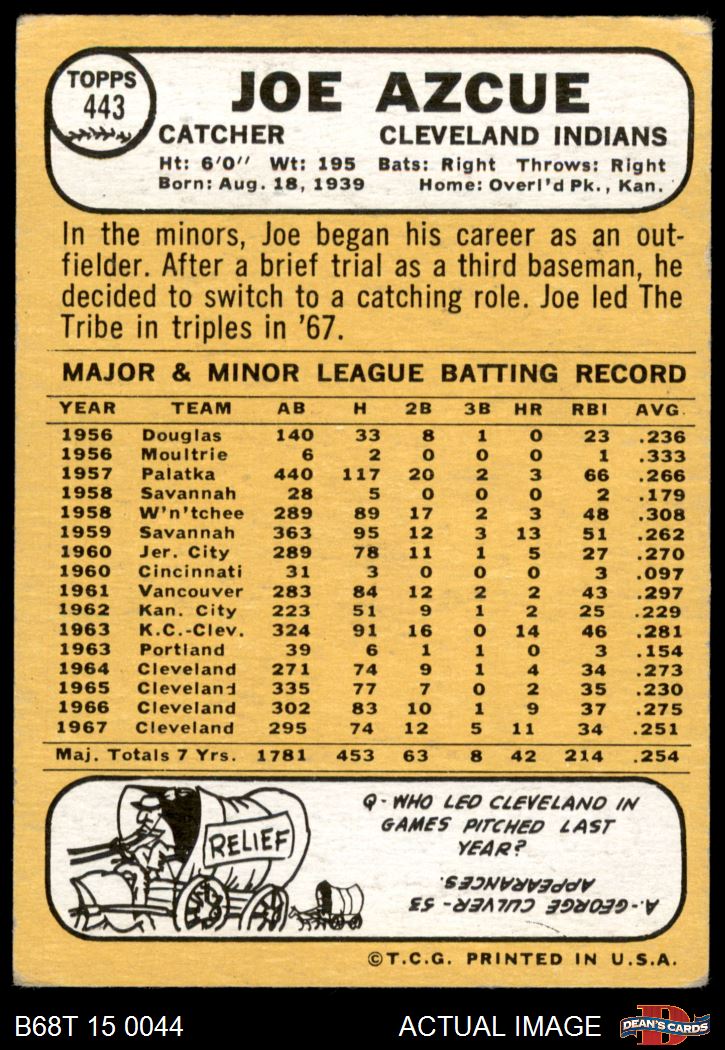 TOPPS
443
JOE AZCUE
CATCHER CLEVELAND INDIANS
Ht: 6'0" Wt: 195 Bats: Right Throws: Right
Born: Aug. 18, 1939 Home: Overl'd Pk., Kan.
In the minors, Joe began his career as an out-
fielder. After a brief trial as a third baseman, he
decided to switch to a catching role. Joe led The
Tribe in triples in '67.
MAJOR & MINOR LEAGUE BATTING RECORD
YEAR TEAM AB H 2B 3B HR RBI AVG.
1956 Douglas 140 33 8 1 0 23 .236
1956 Moultrie 6 2 0 0 0 1 .333
1957 Palatka 440 117 20 2 3 66 .266
1958 Savannah 28 5 0 0 0 2 .179
1958 W'n'tchee 289 89 17 2 3 48 .308
1959 Savannah 363 95 12 3 13 51 .262
1960 Jer. City 289 78 11 1 5 27 .270
1960 Cincinnati 31 3 0 0 0 3 .097
1961 Vancouver 283 84 12 2 2 43 .297
1962 Kan. City 223 51 9 1 2 25 .229
1963 K.C.-Clev. 324 91 16 0 14 46 .281
1963 Portland 39 6 1 1 0 3 .154
1964 Cleveland 271 74 9 1 4 34 .273
1965 Cleveland 335 77 7 0 2 35 .230
1966 Cleveland 302 83 10 1 9 37 .275
1967 Cleveland 295 74 12 5 11 34 .251
Maj. Totals 7 Yrs. 1781 453 63 8 42 214 .254
RELIEF
Q- WHO LED CLEVELAND IN
GAMES PITCHED LAST
YEAR?
A.- GEORGE CULVER - 53
APPEARANCES.
©T.C.G. PRINTED IN U.S.A.
B68T 15 0044 ACTUAL IMAGE
D
DEAN'S CARDS